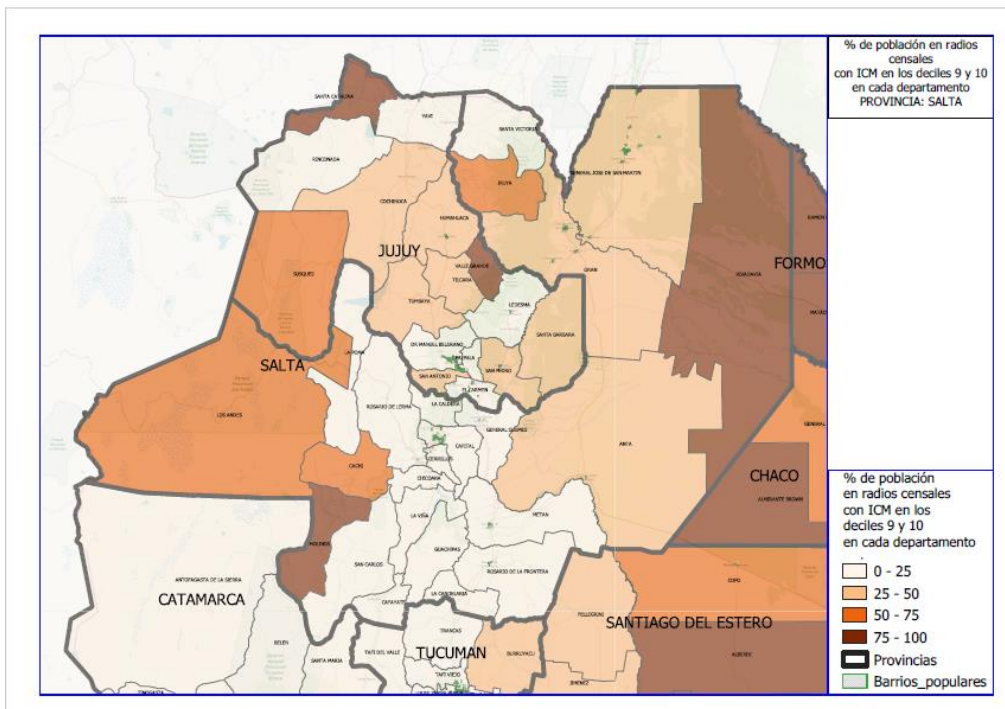 % de población en radios
censales
con ICM en los deciles 9 y 10
en cada departamento
PROVINCIA: SALTA
SANTA CATALINA
YAVI
SANTA VICTORIA
RINCONADA
GENERAL JOSE DE SAN MARTIN
IRUYA
COCHINOCA
HUMAHUACA
JUJUY
SUSQUES
VALLE GRANDE
TILCARA
ORAN
RIVADAVIA
FORMO
TUMBAYA
LEDESMA
SANTA BARBARA
DR MANUEL BELGRANO
PALPALA
SAN ANTONIO
SAN PEDRO
EL CARMEN
LA POMA
SALTA
LOS ANDES
ROSARIO DE LERMA
LA CALDERA
GENERAL GUEMES
CAPITAL
CERRILLOS
ANTA
GENERAL
CACHI
CHICOANA
CHACO
ALMIRANTE BROWN
LA VIÑA
METAN
MOLINOS
GUACHIPAS
SAN CARLOS
ROSARIO DE LA FRONTERA
ANTOFAGASTA DE LA SIERRA
CATAMARCA
LA CANDELARIA
CAFAYATE
COPO
PELLEGRINI
SANTIAGO DEL ESTERO
TRANCAS
BELEN
SANTA MARIA
TAFI DEL VALLE
TUCUMAN
BURRUYACU
TAFI VIEJO
ALBERDI
JIMENEZ
% de población
en radios censales
con ICM en los
deciles 9 y 10
en cada departamento
0 - 25
25 - 50
50 - 75
75 - 100
Provincias
Barrios_populares